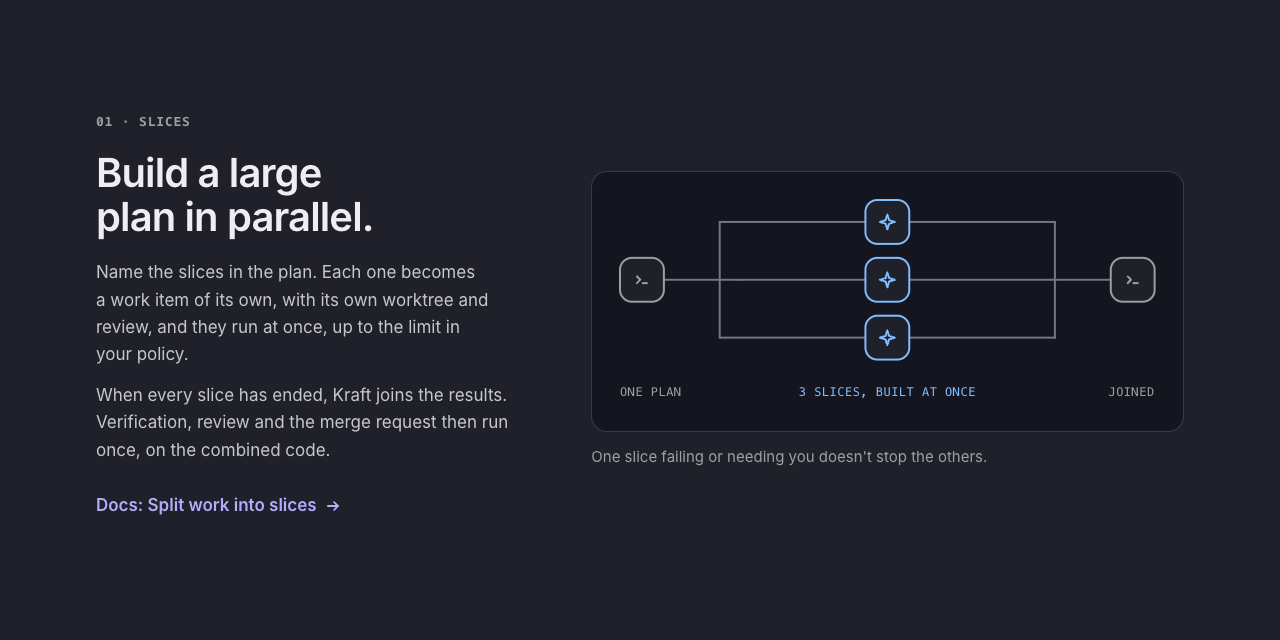 01 · SLICES
Build a large
plan in parallel.
Name the slices in the plan. Each one becomes
a work item of its own, with its own worktree and
review, and they run at once, up to the limit in
your policy.
When every slice has ended, Kraft joins the results.
Verification, review and the merge request then run
once, on the combined code.
Docs: Split work into slices →
ONE PLAN
3 SLICES, BUILT AT ONCE
JOINED
One slice failing or needing you doesn't stop the others.